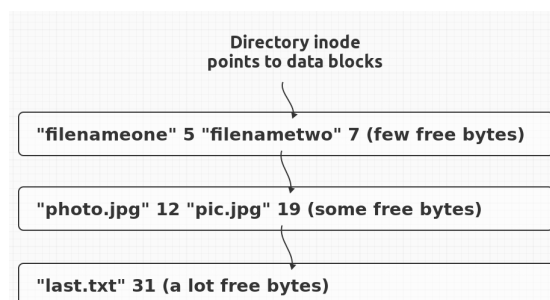 Directory inode
points to data blocks
"filenameone" 5 "filenametwo" 7 (few free bytes)
"photo.jpg" 12 "pic.jpg" 19 (some free bytes)
"last.txt" 31 (a lot free bytes)